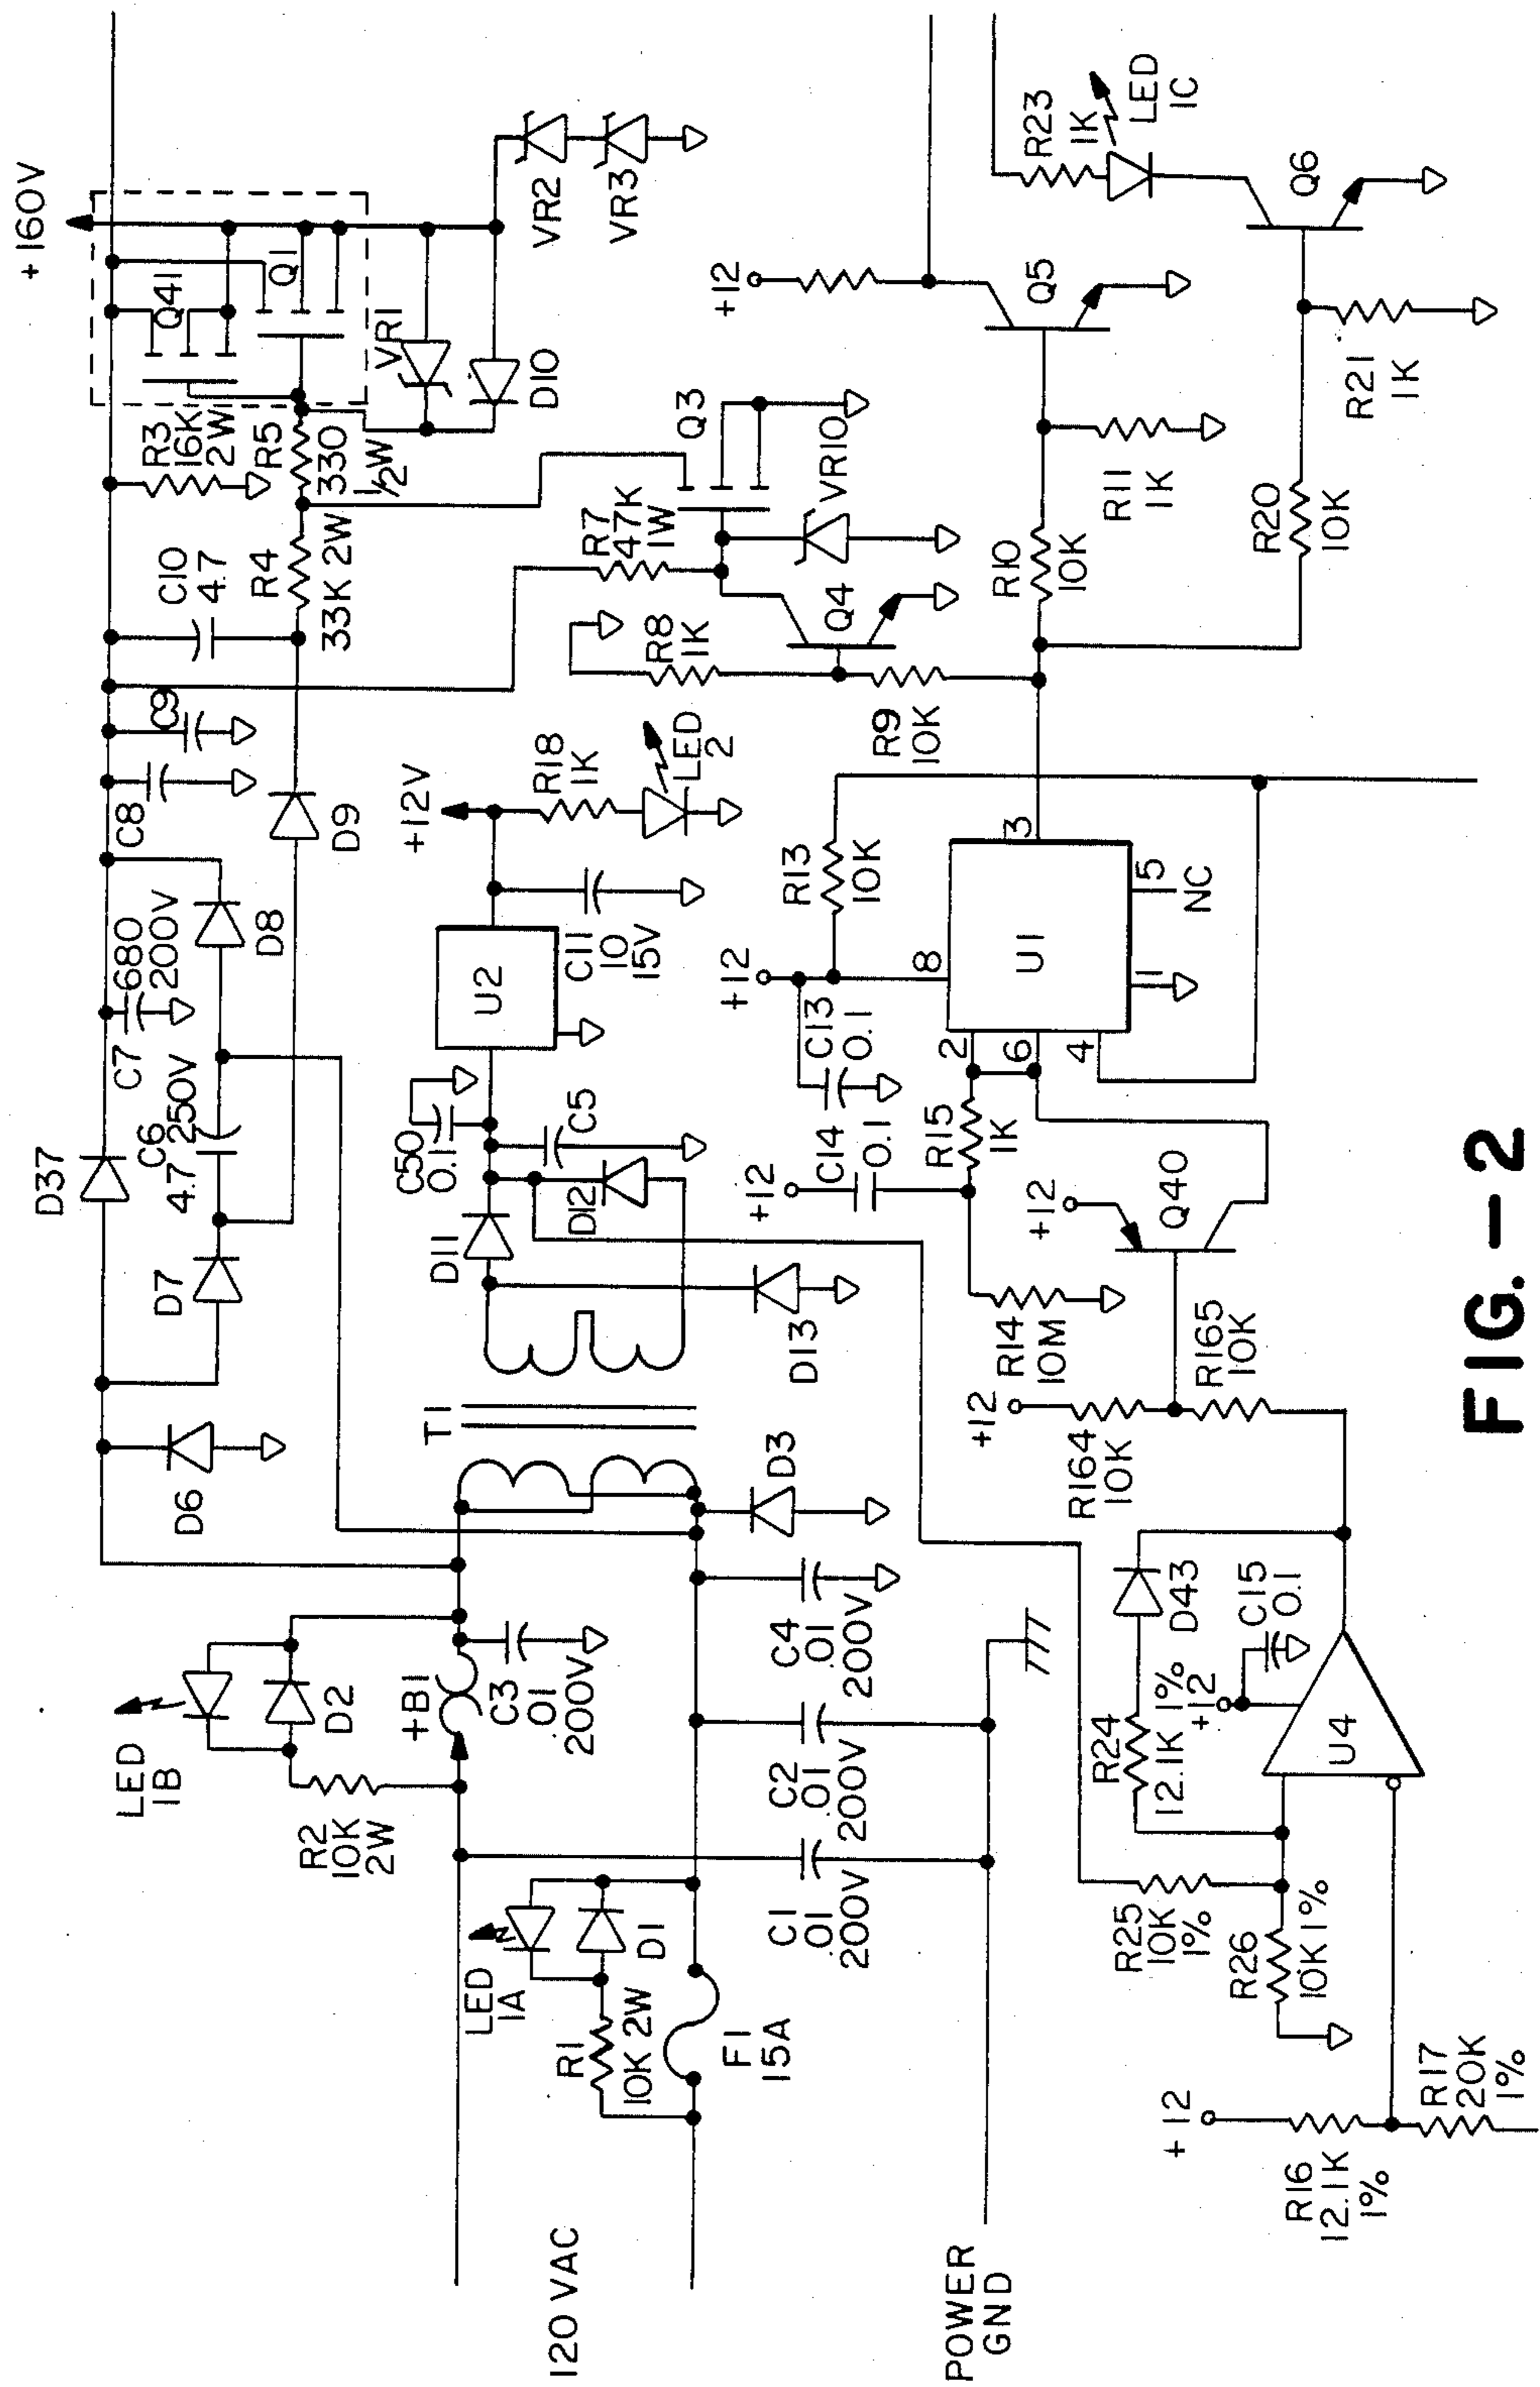 +160V
D37
D6
D7
C6
4.7 250V
C7
680
200V
D8
C8
C9
D9
C10
4.7
R4
33K 2W
R3
16K
2W
R5
330
1/2W
Q41
Q1
VR1
D10
VR2
VR3
LED
1B
D2
R2
10K
2W
+B1
C3
.01
200V
T1
D11
D12
D13
C50
0.1
C5
U2
+12V
C11
10
15V
R18
1K
LED
2
R7
47K
1W
Q3
VR10
R8
1K
Q4
R9
10K
120 VAC
LED
1A
D1
R1
10K 2W
F1
15A
C1
.01
200V
C2
.01
200V
C4
.01
200V
D3
POWER
GND
+12
C14
0.1
+12
C13
0.1
R13
10K
R15
1K
2
6
4
8
U1
3
1
5
NC
R10
10K
R11
1K
+12
Q5
R20
10K
R21
1K
R23
1K
LED
1C
Q6
+12
R164
10K
R14
10M
R165
10K
+12
Q40
R25
10K
1%
R26
10K 1%
R24
12.1K 1%
D43
+12
C15
0.1
U4
+12
R16
12.1K
1%
R17
20K
1%
FIG.-2